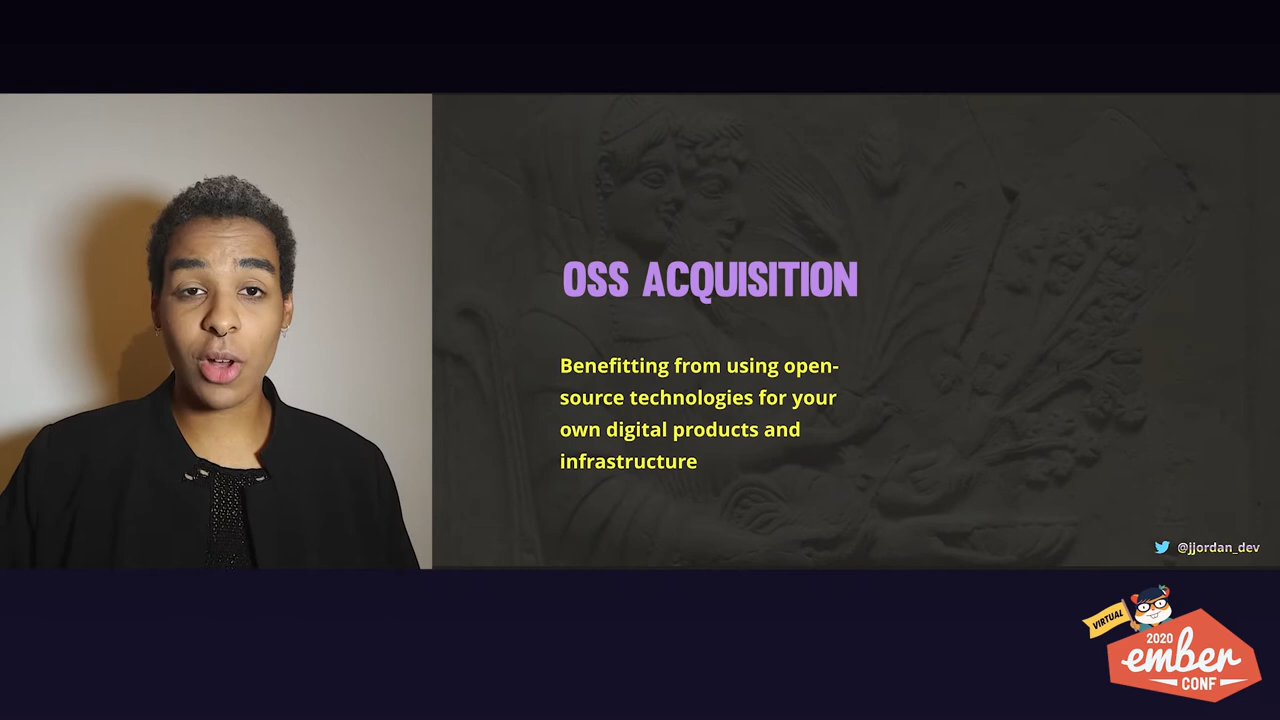 OSS ACQUISITION
Benefitting from using open-
source technologies for your
own digital products and
infrastructure
@jjordan_dev
VIRTUAL
2020
ember
CONF